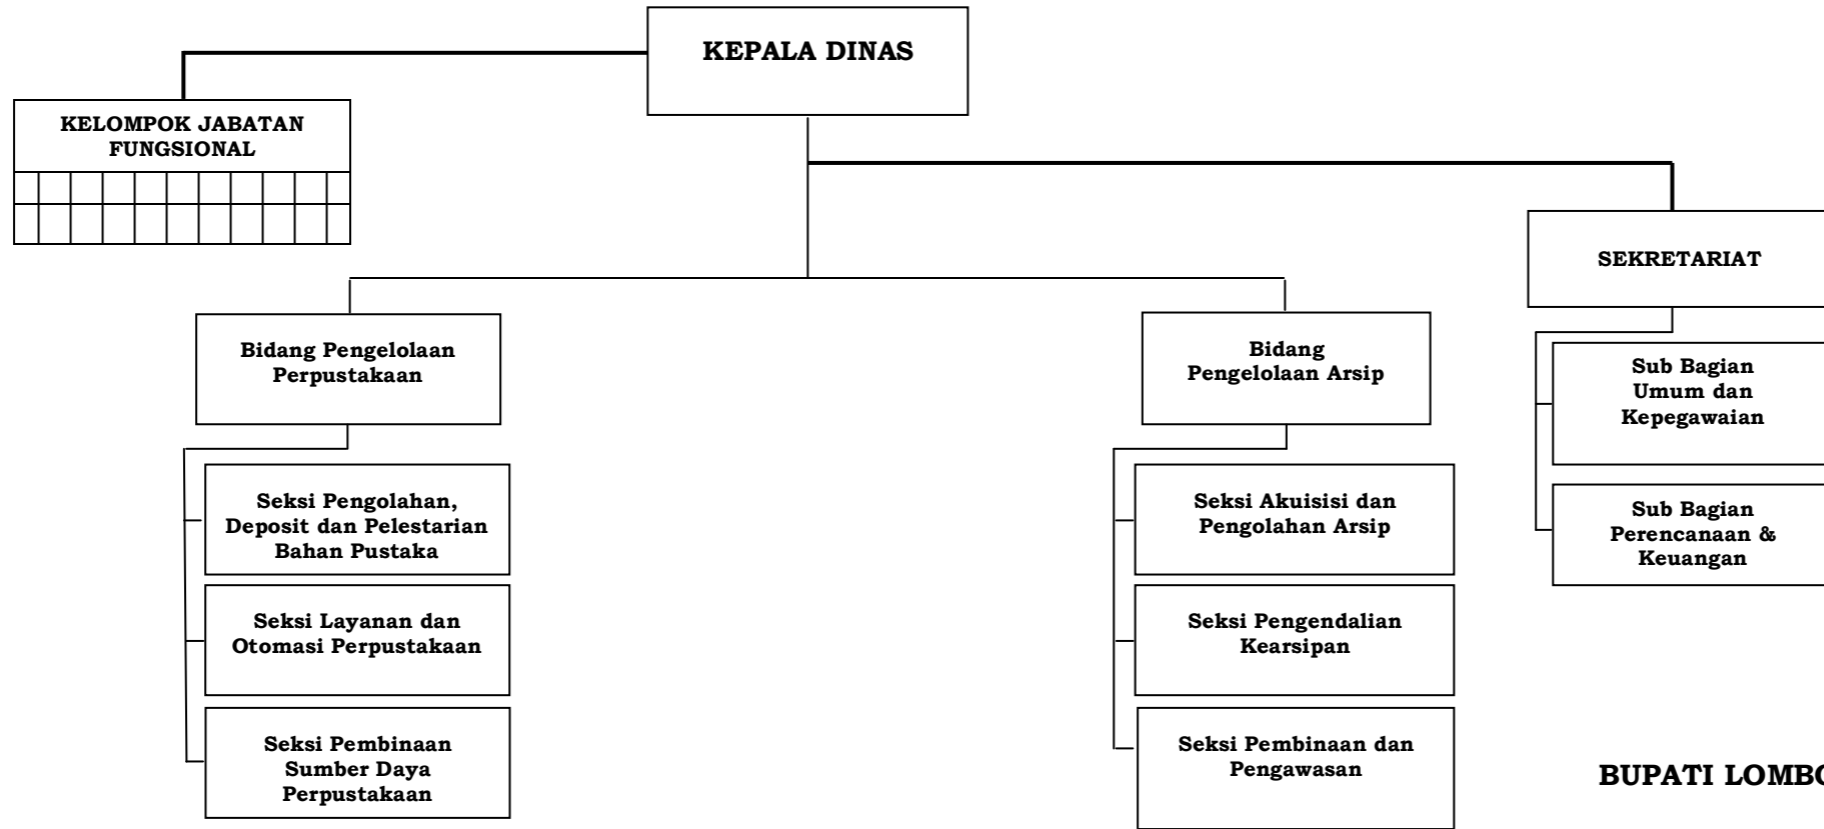 KEPALA DINAS
KELOMPOK JABATAN
FUNGSIONAL
SEKRETARIAT
Bidang Pengelolaan
Perpustakaan
Bidang
Pengelolaan Arsip
Sub Bagian
Umum dan
Kepegawaian
Seksi Pengolahan,
Deposit dan Pelestarian
Bahan Pustaka
Seksi Akuisisi dan
Pengolahan Arsip
Sub Bagian
Perencanaan &
Keuangan
Seksi Layanan dan
Otomasi Perpustakaan
Seksi Pengendalian
Kearsipan
Seksi Pembinaan
Sumber Daya
Perpustakaan
Seksi Pembinaan dan
Pengawasan
BUPATI